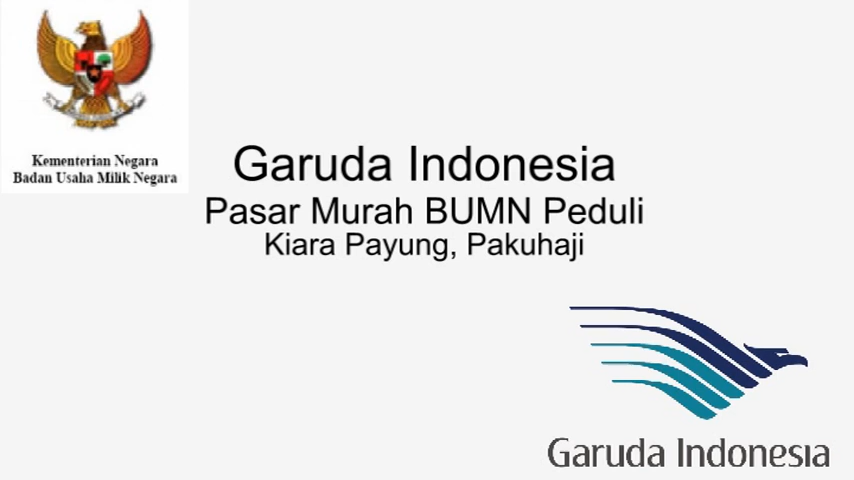 Kementerian Negara
Badan Usaha Milik Negara
Garuda Indonesia
Pasar Murah BUMN Peduli
Kiara Payung, Pakuhaji
Garuda Indonesia